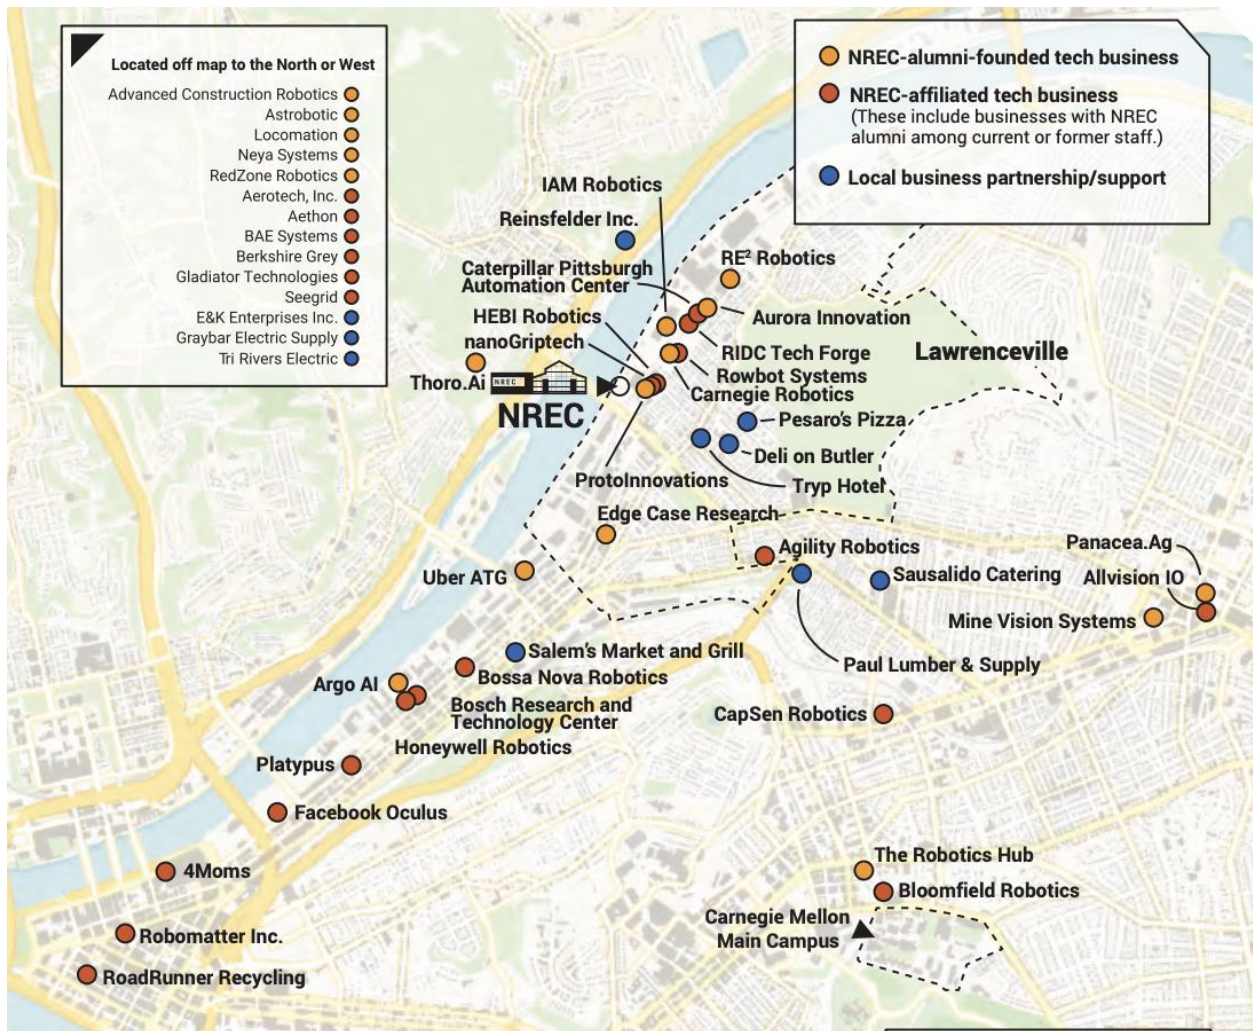 Located off map to the North or West
Advanced Construction Robotics
Astrobotic
Locomation
Neya Systems
RedZone Robotics
Aerotech, Inc.
Aethon
BAE Systems
Berkshire Grey
Gladiator Technologies
Seegrid
E&K Enterprises Inc.
Graybar Electric Supply
Tri Rivers Electric
NREC-alumni-founded tech business
NREC-affiliated tech business
(These include businesses with NREC
alumni among current or former staff.)
Local business partnership/support
IAM Robotics
Reinsfelder Inc.
RE² Robotics
Caterpillar Pittsburgh
Automation Center
HEBI Robotics
Aurora Innovation
nanoGriptech
RIDC Tech Forge
Lawrenceville
Rowbot Systems
Thoro.Ai
NREC
Carnegie Robotics
NREC
Pesaro's Pizza
Deli on Butler
ProtoInnovations
Tryp Hotel
Edge Case Research
Agility Robotics
Panacea.Ag
Uber ATG
Sausalido Catering
Allvision IO
Mine Vision Systems
Salem's Market and Grill
Paul Lumber & Supply
Bossa Nova Robotics
Argo AI
Bosch Research and
Technology Center
CapSen Robotics
Honeywell Robotics
Platypus
Facebook Oculus
4Moms
The Robotics Hub
Bloomfield Robotics
Carnegie Mellon
Main Campus
Robomatter Inc.
RoadRunner Recycling